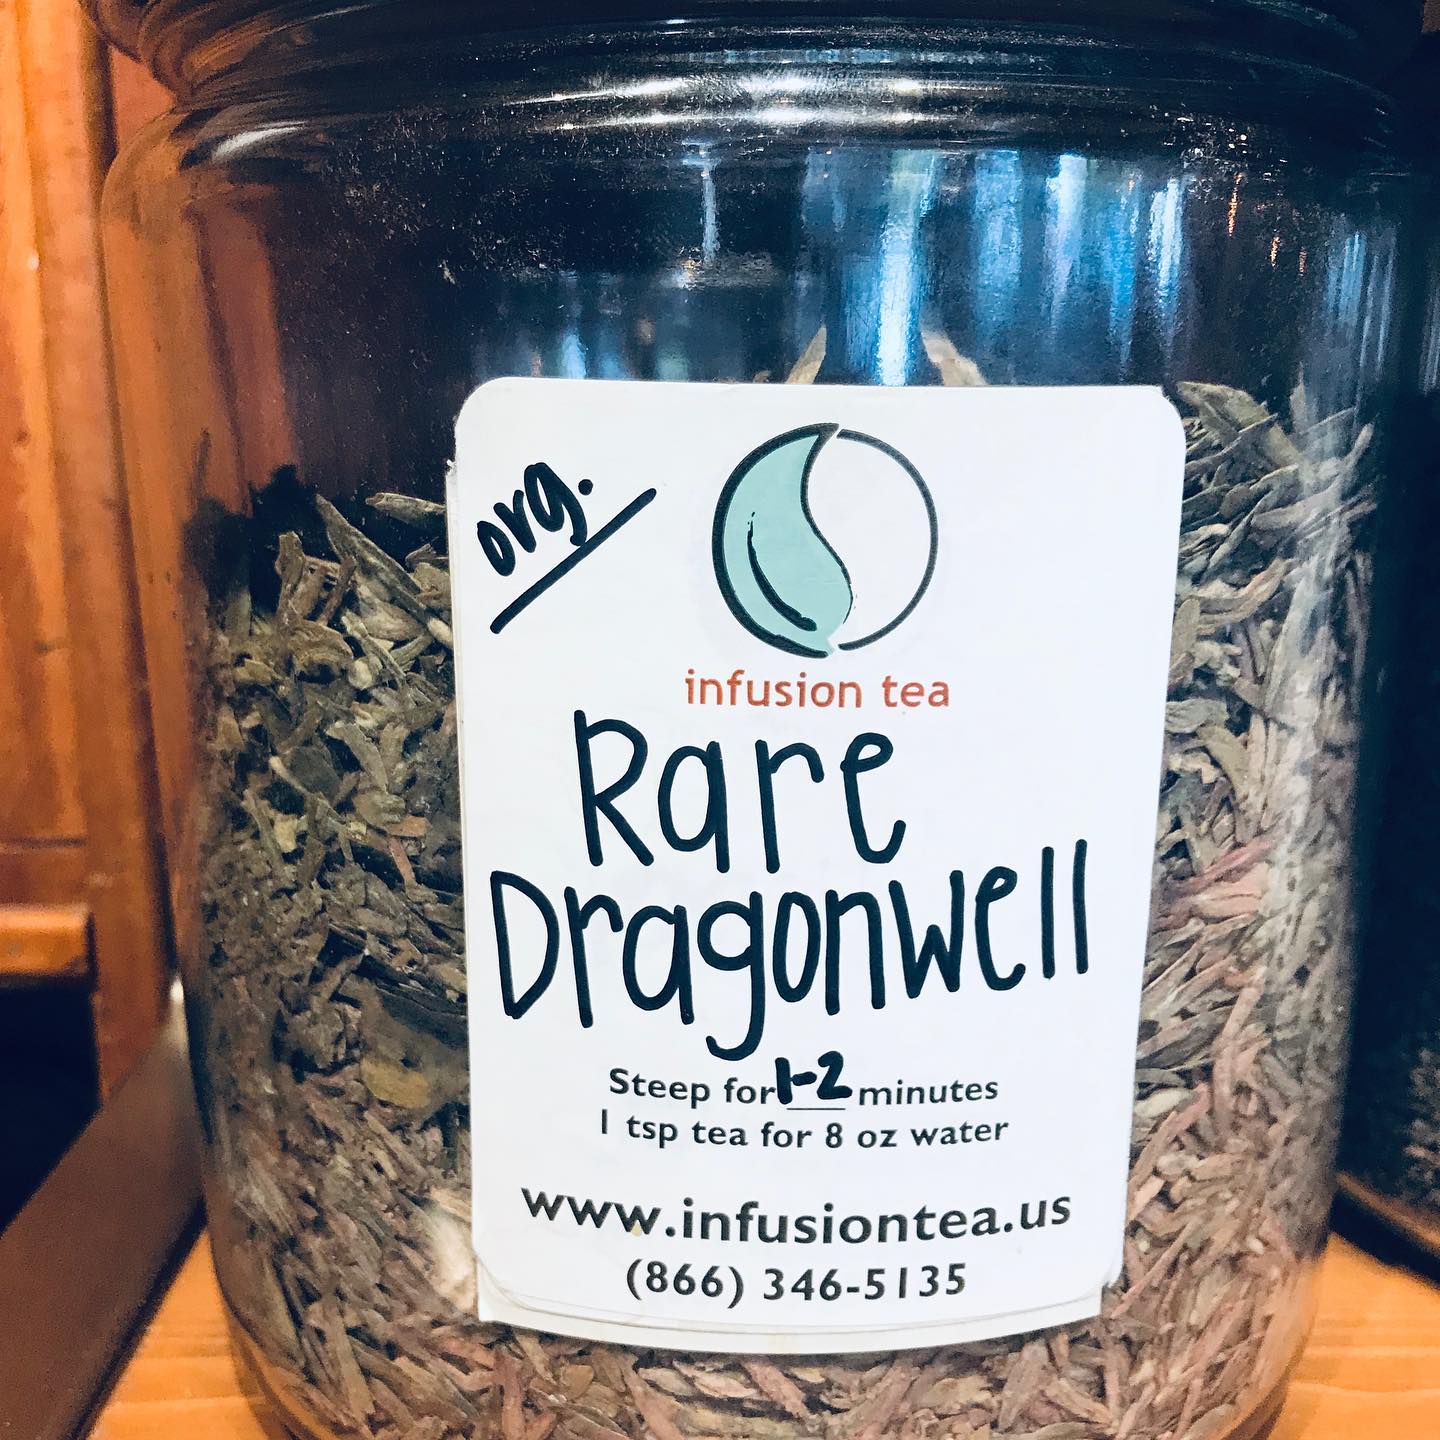 org.
infusion tea
Rare
Dragonwell
Steep for 1-2 minutes
1 tsp tea for 8 oz water
www.infusiontea.us
(866) 346-5135